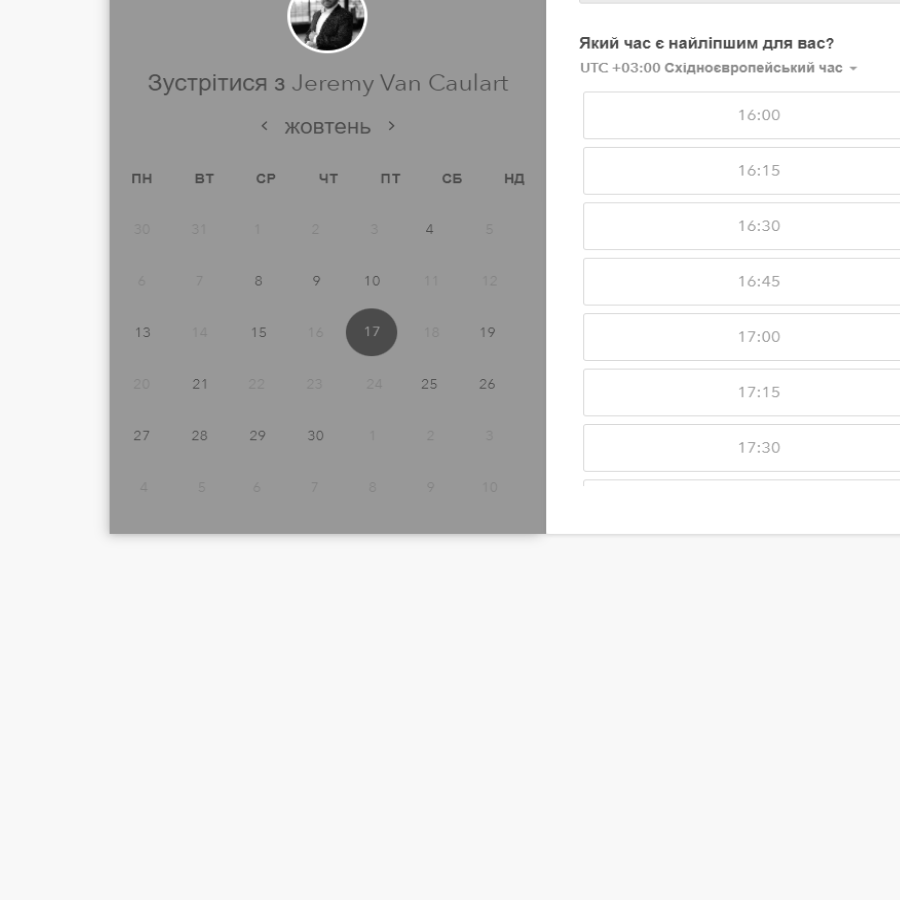 Зустрітися з Jeremy Van Caulart
жовтень
ПН ВТ СР ЧТ ПТ СБ НД
30 31 1 2 3 4 5
6 7 8 9 10 11 12
13 14 15 16 17 18 19
20 21 22 23 24 25 26
27 28 29 30 1 2 3
4 5 6 7 8 9 10
Який час є найліпшим для вас?
UTC +03:00 Східноєвропейський час
16:00
16:15
16:30
16:45
17:00
17:15
17:30